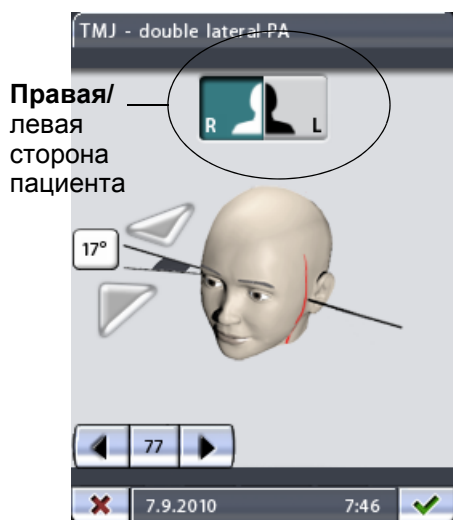 TMJ - double lateral PA
Правая/
левая
сторона
пациента
R L
17°
77
7.9.2010 7:46